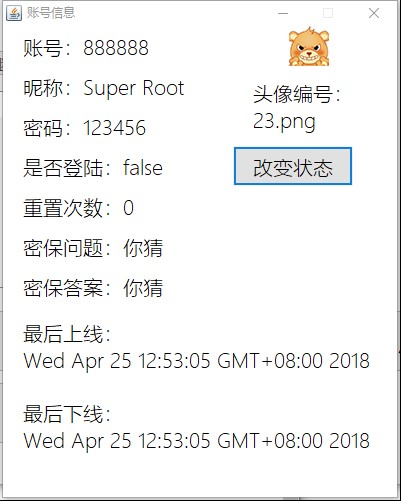 账号信息
账号：888888
昵称：Super Root
头像编号：
23.png
密码：123456
是否登陆：false
改变状态
重置次数：0
密保问题：你猜
密保答案：你猜
最后上线：
Wed Apr 25 12:53:05 GMT+08:00 2018
最后下线：
Wed Apr 25 12:53:05 GMT+08:00 2018